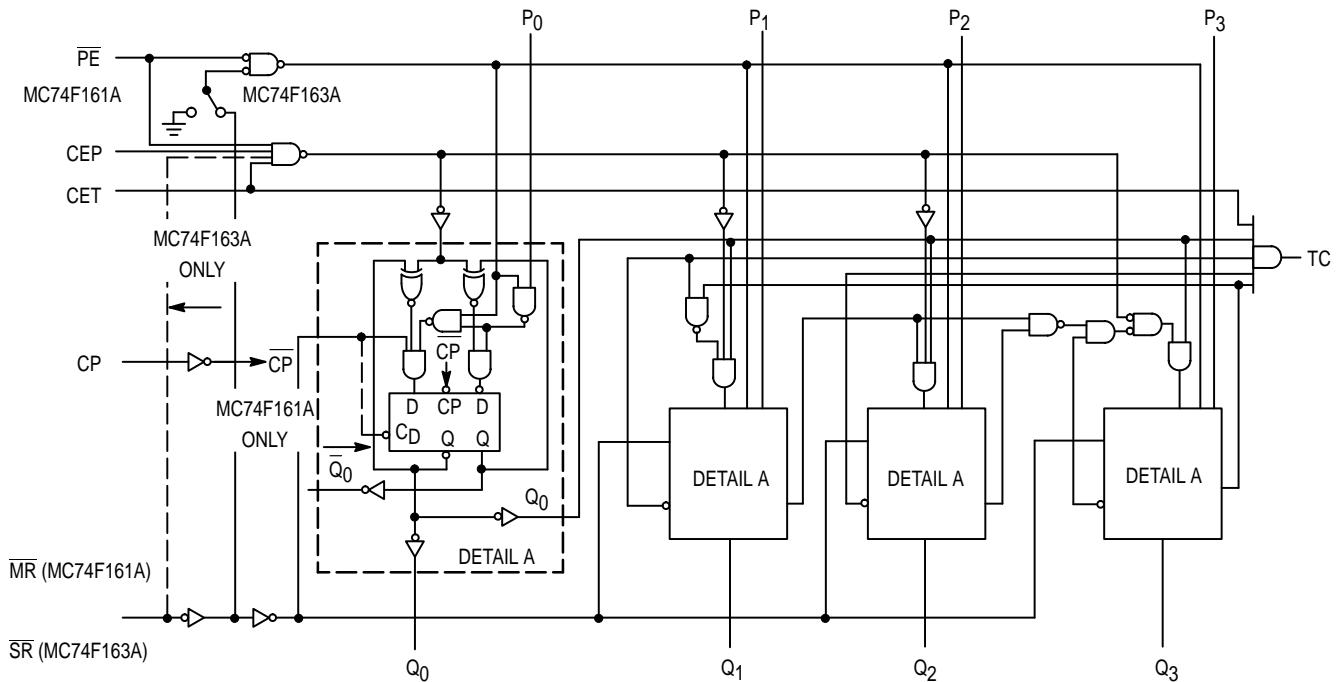 P0 P1 P2 P3
PE
MC74F161A MC74F163A
CEP
CET
MC74F163A
ONLY
TC
CP CP CP
MC74F161A
ONLY
D CP D
CD Q Q
Q0
Q0
DETAIL A
DETAIL A
DETAIL A
DETAIL A
MR (MC74F161A)
SR (MC74F163A)
Q0 Q1 Q2 Q3